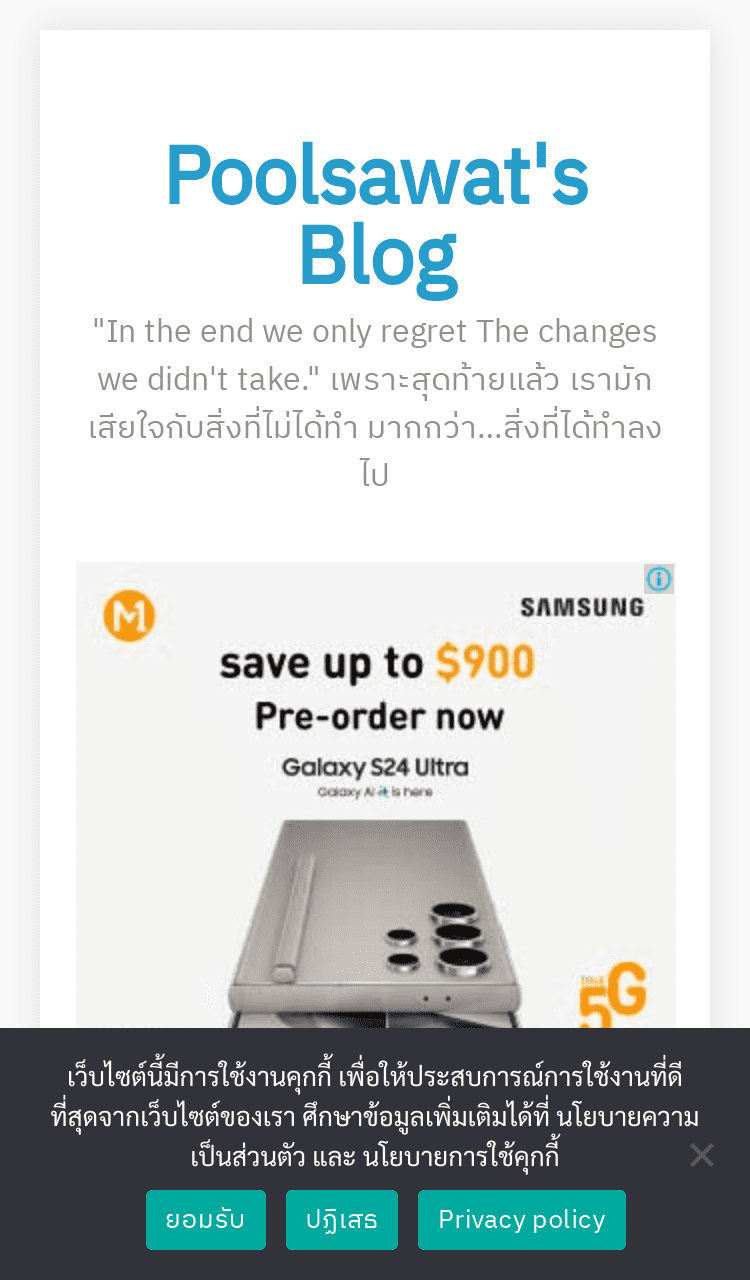 Poolsawat's
Blog
"In the end we only regret The changes
we didn't take." เพราะสุดท้ายแล้ว เรามัก
เสียใจกับสิ่งที่ไม่ได้ทำ มากกว่า...สิ่งที่ได้ทำลง
ไป
M1
SAMSUNG
save up to $900
Pre-order now
Galaxy S24 Ultra
Galaxy AI is here
5G
เว็บไซต์นี้มีการใช้งานคุกกี้ เพื่อให้ประสบการณ์การใช้งานที่ดี
ที่สุดจากเว็บไซต์ของเรา ศึกษาข้อมูลเพิ่มเติมได้ที่ นโยบายความ
เป็นส่วนตัว และ นโยบายการใช้คุกกี้
ยอมรับ
ปฏิเสธ
Privacy policy